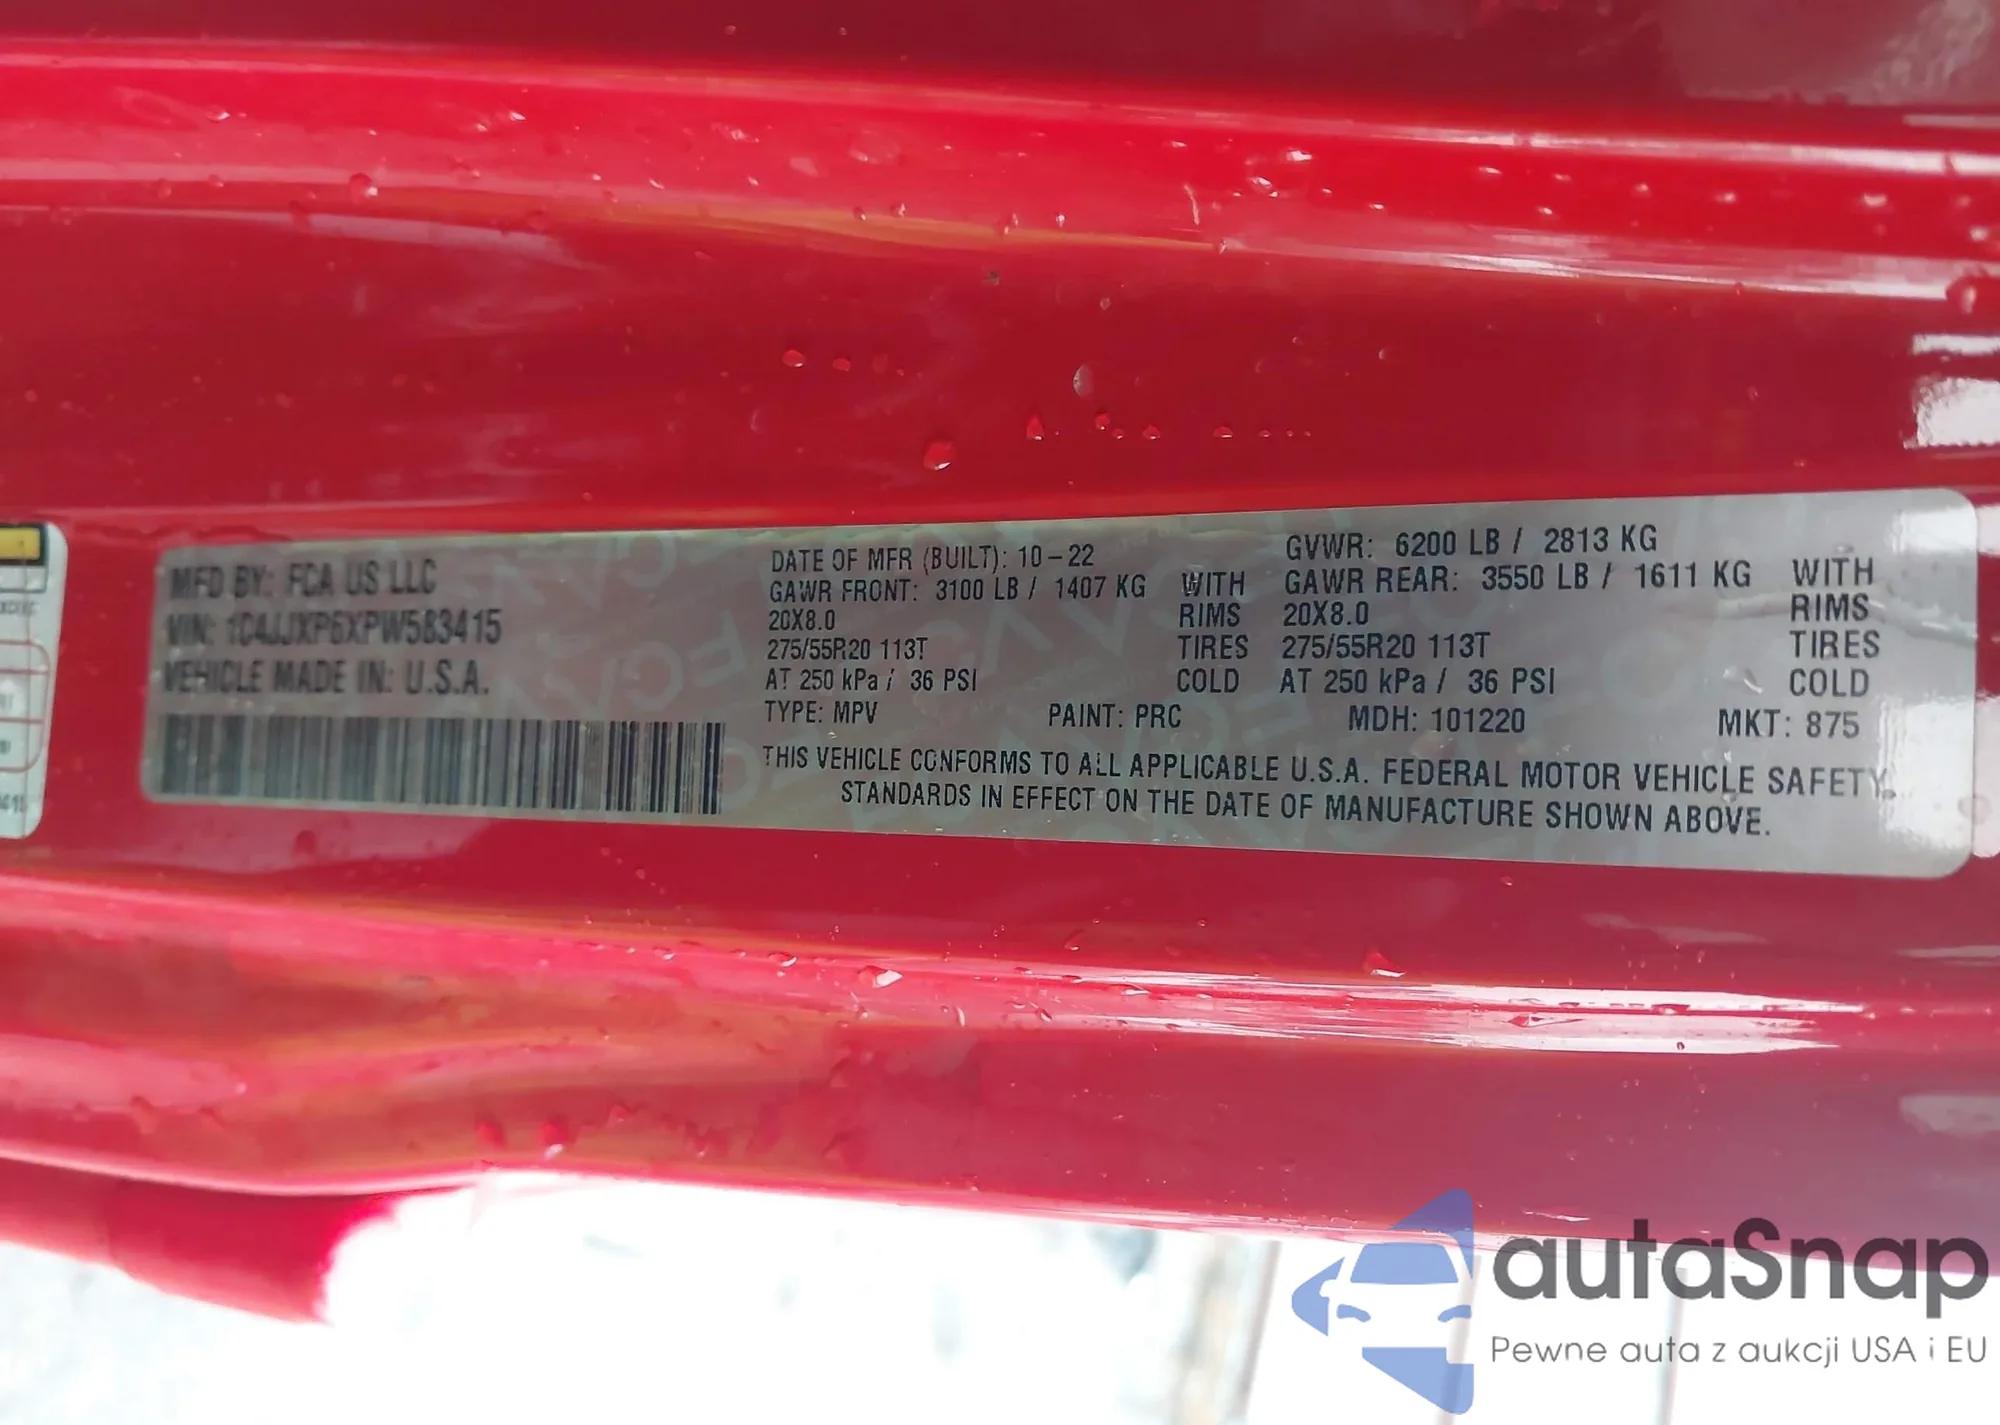 MFD BY: FCA US LLC
VIN: 1C4JJXP6XPW583415
VEHICLE MADE IN: U.S.A.
DATE OF MFR (BUILT): 10-22
GAWR FRONT: 3100 LB / 1407 KG WITH
20X8.0 RIMS
275/55R20 113T TIRES
AT 250 kPa / 36 PSI COLD
GVWR: 6200 LB / 2813 KG
GAWR REAR: 3550 LB / 1611 KG WITH
20X8.0 RIMS
275/55R20 113T TIRES
AT 250 kPa / 36 PSI COLD
TYPE: MPV PAINT: PRC MDH: 101220 MKT: 875
THIS VEHICLE CONFORMS TO ALL APPLICABLE U.S.A. FEDERAL MOTOR VEHICLE SAFETY
STANDARDS IN EFFECT ON THE DATE OF MANUFACTURE SHOWN ABOVE.
autaSnap
Pewne auta z aukcji USA i EU